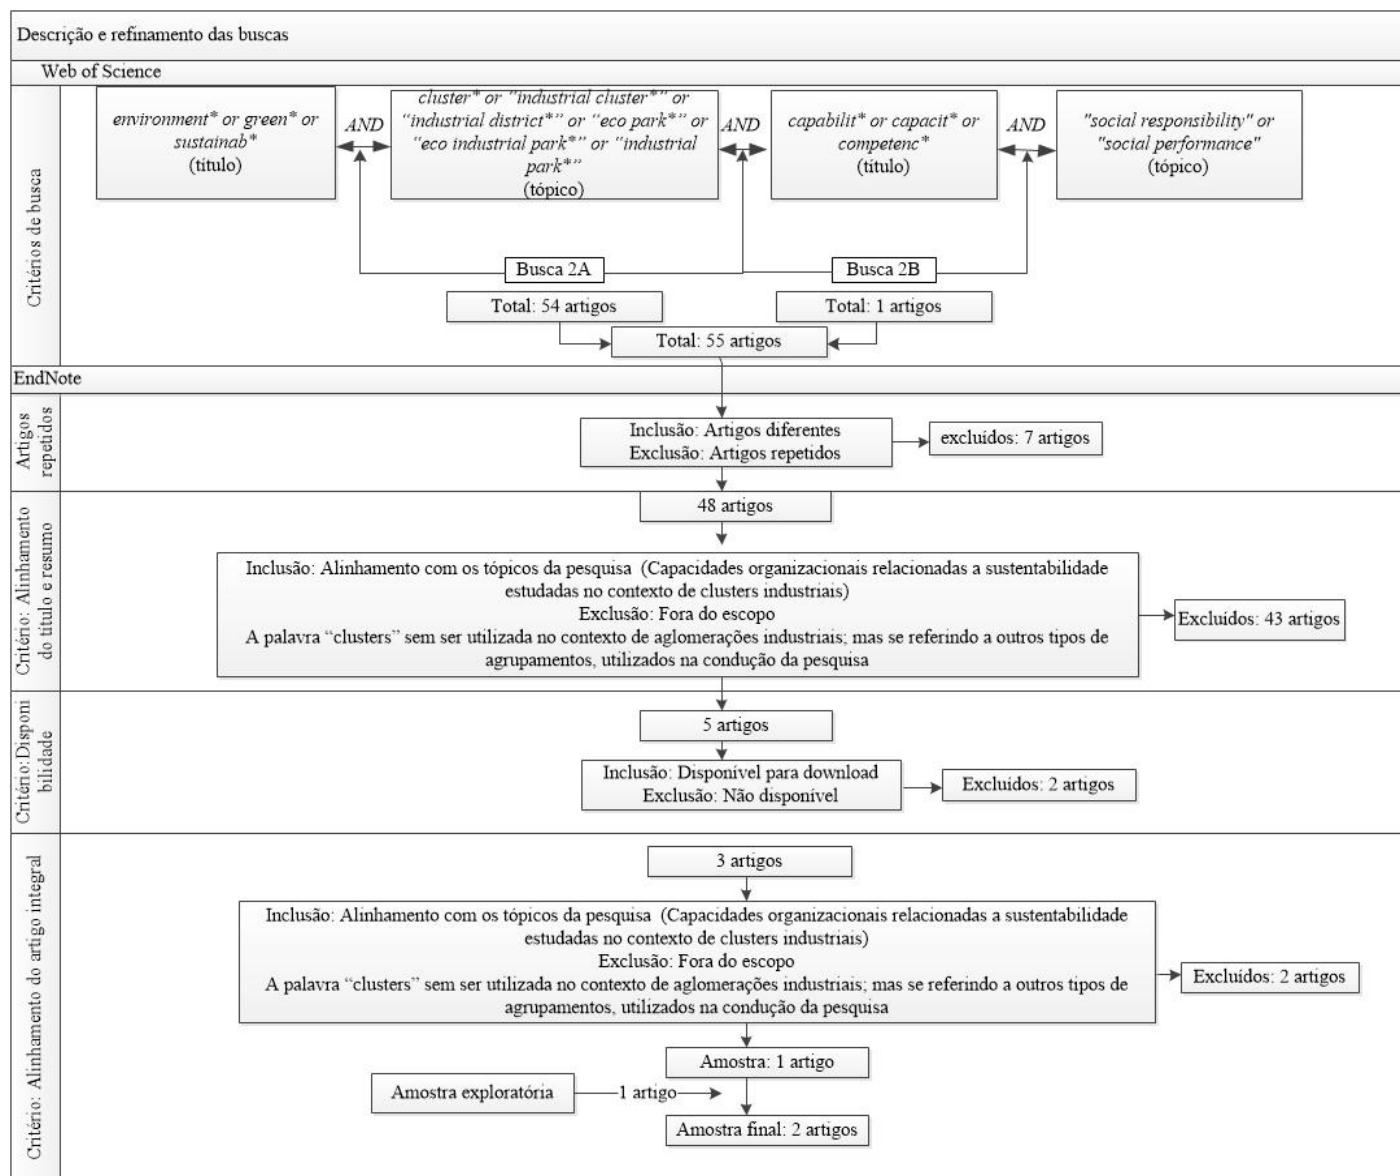 Descrição e refinamento das buscas
Web of Science
Critérios de busca
environment* or green* or
sustainab*
(título)
AND
cluster* or "industrial cluster*" or
"industrial district*" or "eco park*" or
"eco industrial park*" or "industrial
park*"
(tópico)
AND
capabilit* or capacit* or
competenc*
(título)
AND
"social responsibility" or
"social performance"
(tópico)
Busca 2A
Busca 2B
Total: 54 artigos
Total: 1 artigos
Total: 55 artigos
EndNote
Artigos
repetidos
Inclusão: Artigos diferentes
Exclusão: Artigos repetidos
excluídos: 7 artigos
Critério: Alinhamento
do título e resumo
48 artigos
Inclusão: Alinhamento com os tópicos da pesquisa (Capacidades organizacionais relacionadas a sustentabilidade
estudadas no contexto de clusters industriais)
Exclusão: Fora do escopo
A palavra “clusters” sem ser utilizada no contexto de aglomerações industriais; mas se referindo a outros tipos de
agrupamentos, utilizados na condução da pesquisa
Excluídos: 43 artigos
Critério:Disponi
bilidade
5 artigos
Inclusão: Disponível para download
Exclusão: Não disponível
Excluídos: 2 artigos
Critério: Alinhamento do artigo integral
3 artigos
Inclusão: Alinhamento com os tópicos da pesquisa (Capacidades organizacionais relacionadas a sustentabilidade
estudadas no contexto de clusters industriais)
Exclusão: Fora do escopo
A palavra “clusters” sem ser utilizada no contexto de aglomerações industriais; mas se referindo a outros tipos de
agrupamentos, utilizados na condução da pesquisa
Excluídos: 2 artigos
Amostra: 1 artigo
Amostra exploratória
1 artigo
Amostra final: 2 artigos